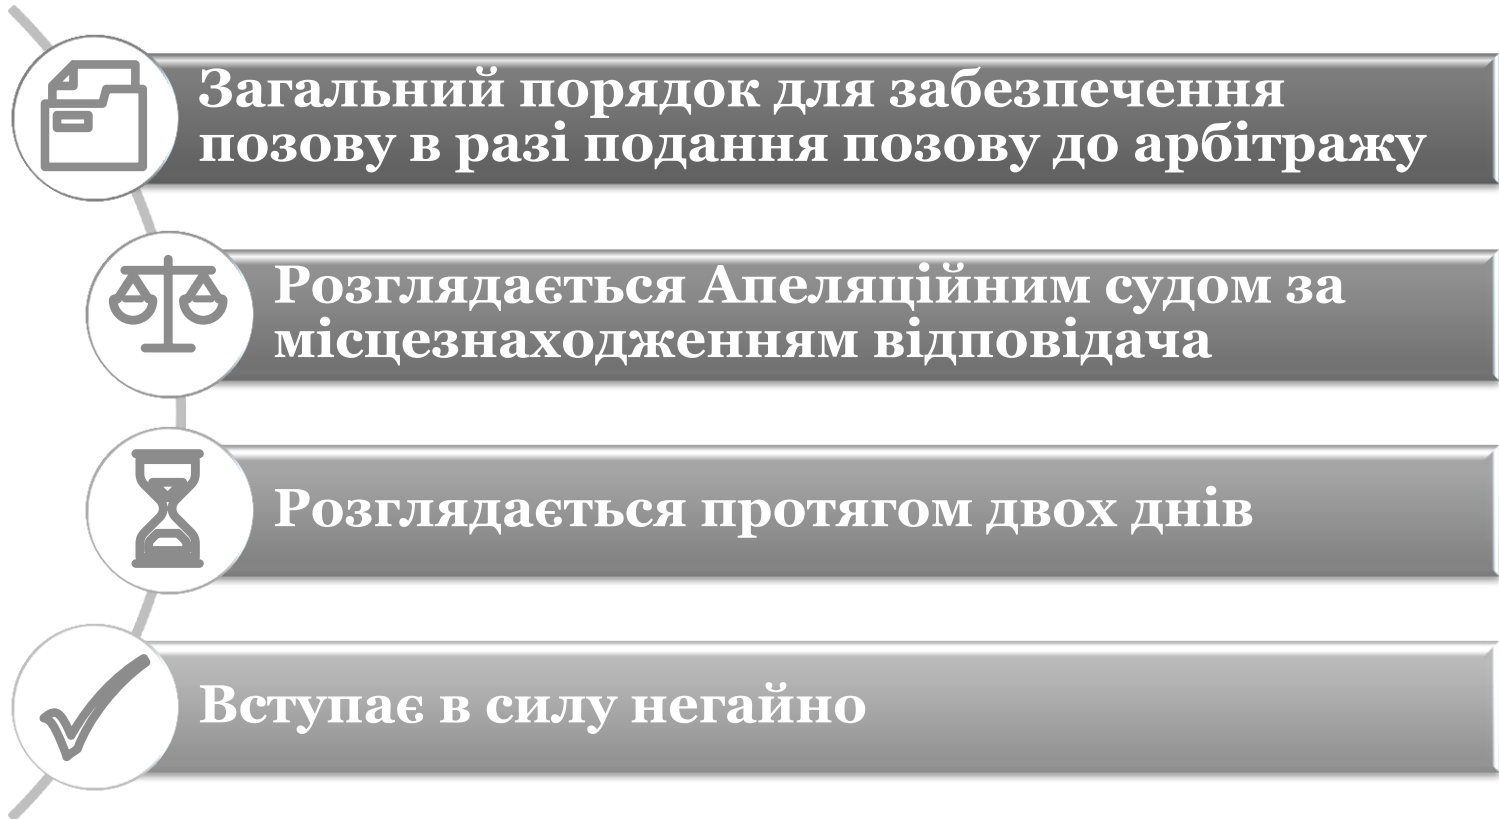 Загальний порядок для забезпечення
позову в разі подання позову до арбітражу
Розглядається Апеляційним судом за
місцезнаходженням відповідача
Розглядається протягом двох днів
Вступає в силу негайно